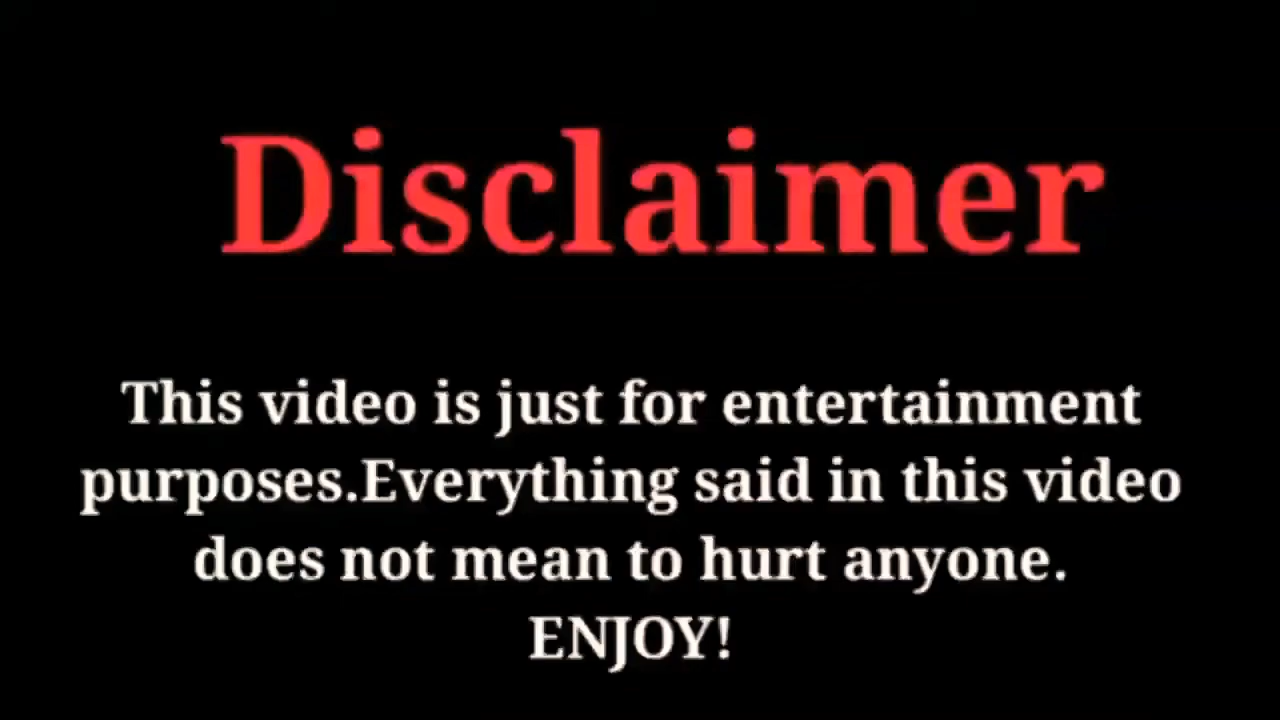 Disclaimer
This video is just for entertainment
purposes.Everything said in this video
does not mean to hurt anyone.
ENJOY!